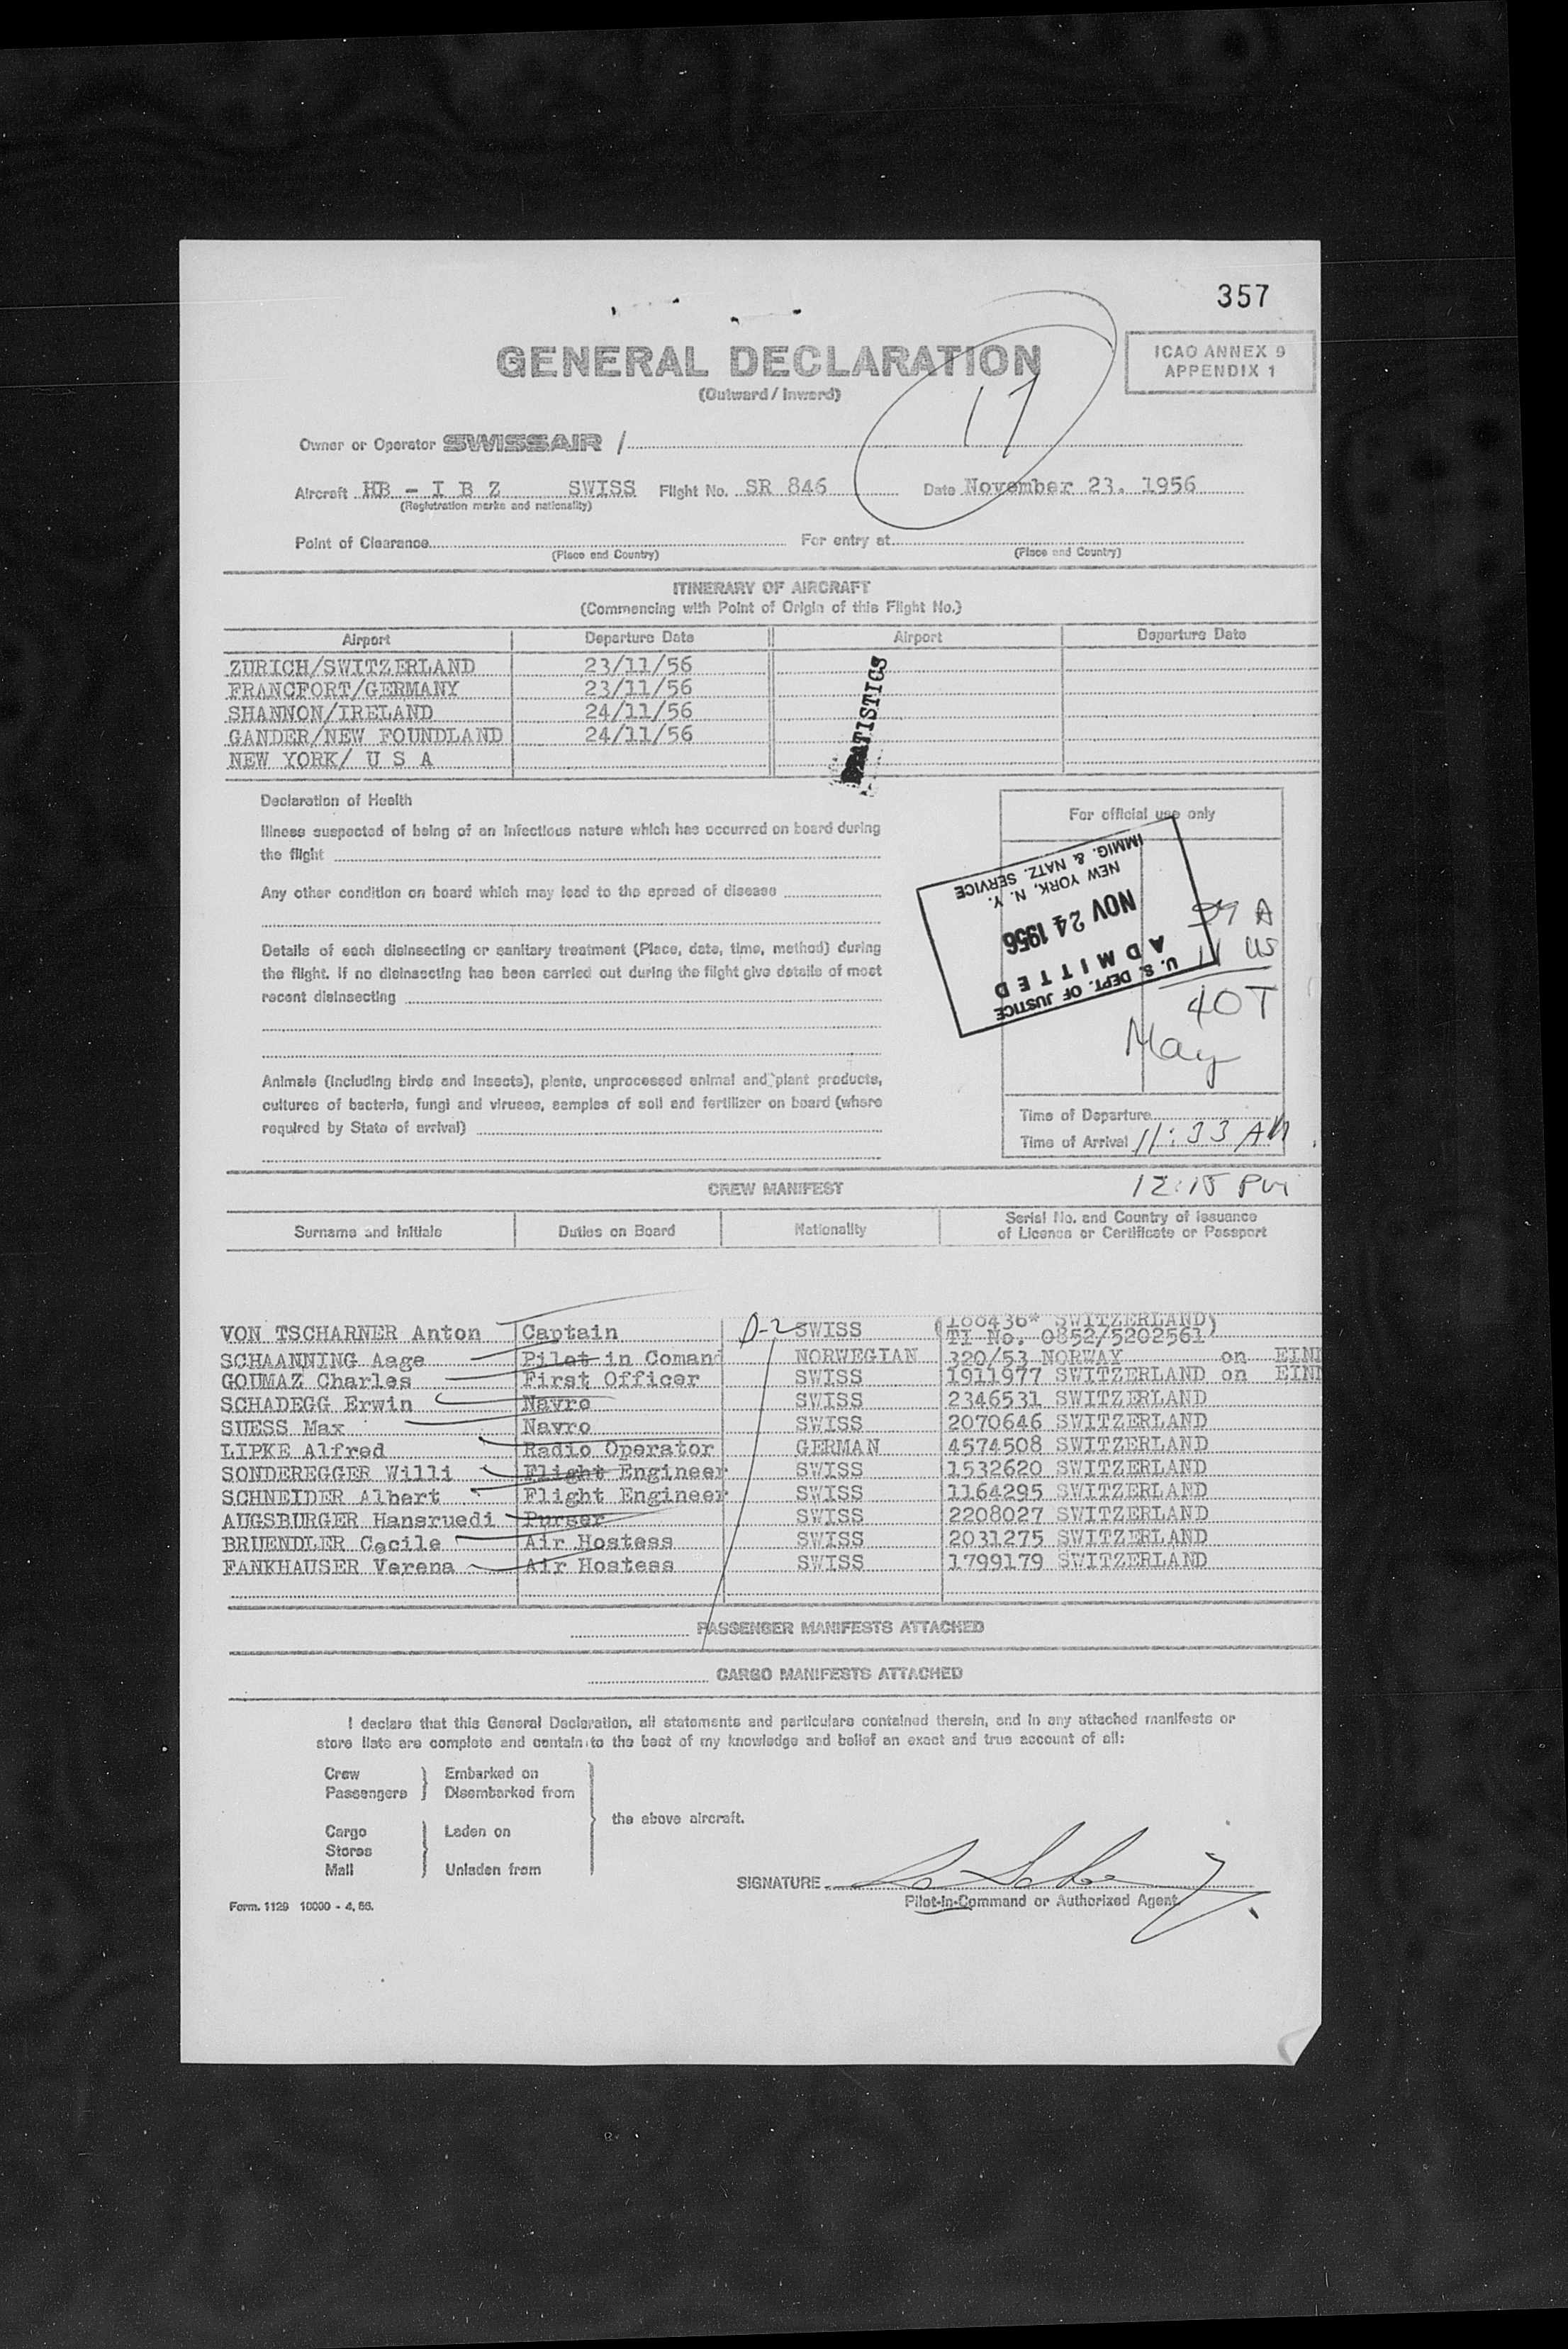 357
GENERAL DECLARATION
(Outward / Inward)
ICAO ANNEX 9
APPENDIX 1
17
Owner or Operator SWISSAIR /
Aircraft HB - I B Z SWISS Flight No. SR 846 Date November 23. 1956
(Registration marks and nationality)
Point of Clearance For entry at
(Place and Country) (Place and Country)
ITINERARY OF AIRCRAFT
(Commencing with Point of Origin of this Flight No.)
Airport Departure Date Airport Departure Date
ZURICH/SWITZERLAND 23/11/56
FRANCFORT/GERMANY 23/11/56
SHANNON/IRELAND 24/11/56
GANDER/NEW FOUNDLAND 24/11/56
NEW YORK/ U S A
STATISTICS
Declaration of Health
Illness suspected of being of an infectious nature which has occurred on board during
the flight
Any other condition on board which may lead to the spread of disease
Details of each disinsecting or sanitary treatment (Place, date, time, method) during
the flight. If no disinsecting has been carried out during the flight give details of most
recent disinsecting
Animals (including birds and insects), plants, unprocessed animal and plant products,
cultures of bacteria, fungi and viruses, samples of soil and fertilizer on board (where
required by State of arrival)
For official use only
U. S. DEPT. OF JUSTICE
ADMITTED
NOV 24 1956
NEW YORK, N. Y.
IMMIG. & NATZ. SERVICE
A
11 US
40 T
May
Time of Departure
Time of Arrival 11:33 AM
12:15 PM
CREW MANIFEST
Surname and Initials Duties on Board Nationality Serial No. and Country of Issuance
of Licence or Certificate or Passport
D-2
VON TSCHARNER Anton Captain SWISS (100436* SWITZERLAND)
TI No. 0852/5202561
SCHAANNING Aage Pilot in Comand NORWEGIAN 320/53 NORWAY on EINN
GOUMAZ Charles First Officer SWISS 1911977 SWITZERLAND on EINN
SCHADEGG Erwin Navro SWISS 2346531 SWITZERLAND
SUESS Max Navro SWISS 2070646 SWITZERLAND
LIPKE Alfred Radio Operator GERMAN 4574508 SWITZERLAND
SONDEREGGER Willi Flight Engineer SWISS 1532620 SWITZERLAND
SCHNEIDER Albert Flight Engineer SWISS 1164295 SWITZERLAND
AUGSBURGER Hansruedi Purser SWISS 2208027 SWITZERLAND
BRUENDLER Cecile Air Hostess SWISS 2031275 SWITZERLAND
FANKHAUSER Verena Air Hostess SWISS 1799179 SWITZERLAND
PASSENGER MANIFESTS ATTACHED
CARGO MANIFESTS ATTACHED
I declare that this General Declaration, all statements and particulars contained therein, and in any attached manifests or
store lists are complete and contain to the best of my knowledge and belief an exact and true account of all:
Crew Embarked on
Passengers Disembarked from
the above aircraft.
Cargo Laden on
Stores
Mail Unladen from
SIGNATURE
Pilot-in-Command or Authorized Agent.
Form. 1129 10000 - 4, 56.